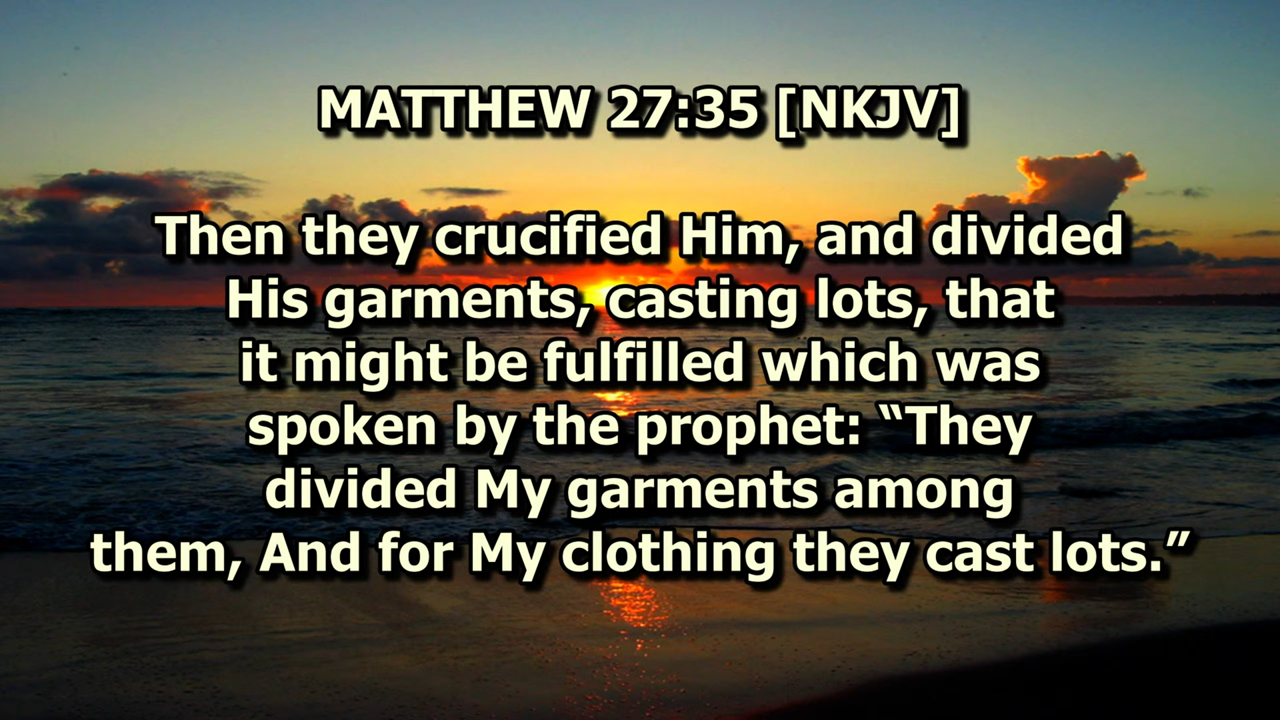 MATTHEW 27:35 [NKJV]
Then they crucified Him, and divided
His garments, casting lots, that
it might be fulfilled which was
spoken by the prophet: “They
divided My garments among
them, And for My clothing they cast lots.”